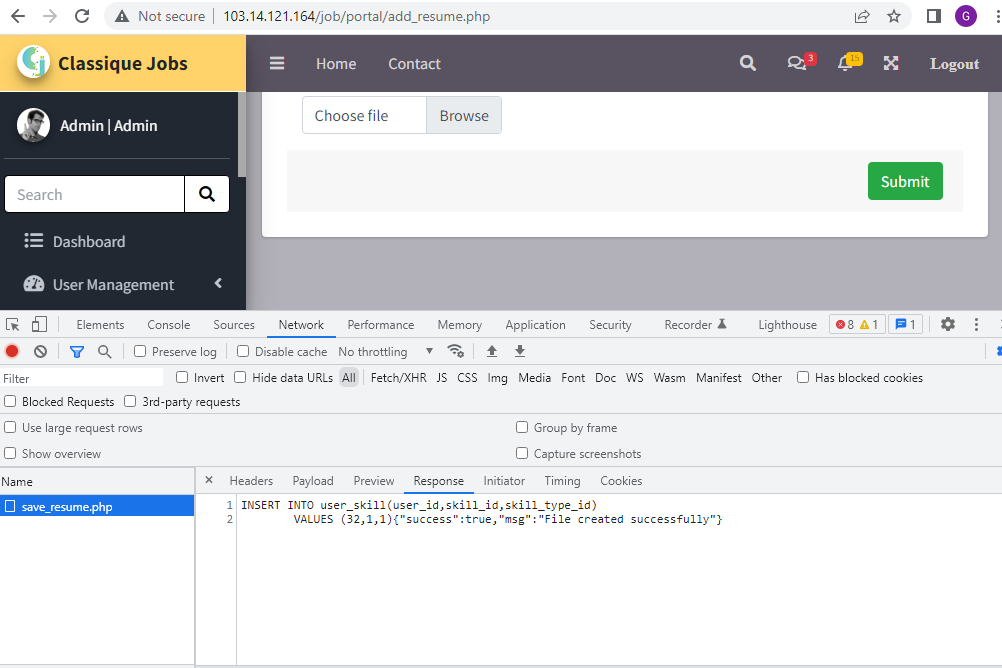 Not secure 103.14.121.164/job/portal/add_resume.php G
Classique Jobs Home Contact 3 15 Logout
Choose file Browse
Admin | Admin
Submit
Search
Dashboard
User Management
Elements Console Sources Network Performance Memory Application Security Recorder Lighthouse 8 1 1
Preserve log Disable cache No throttling
Filter Invert Hide data URLs All Fetch/XHR JS CSS Img Media Font Doc WS Wasm Manifest Other Has blocked cookies
Blocked Requests 3rd-party requests
Use large request rows Group by frame
Show overview Capture screenshots
Name × Headers Payload Preview Response Initiator Timing Cookies
save_resume.php 1 INSERT INTO user_skill(user_id,skill_id,skill_type_id)
2 VALUES (32,1,1){"success":true,"msg":"File created successfully"}